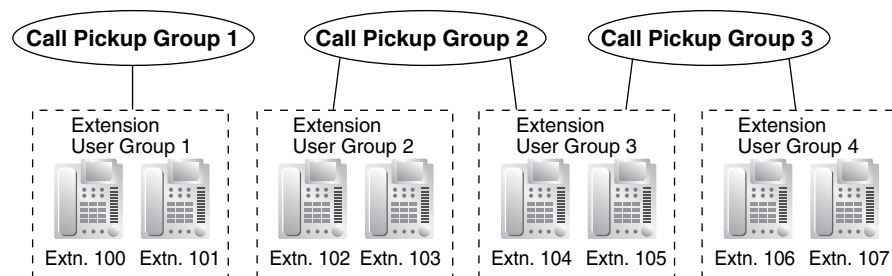 Call Pickup Group 1
Call Pickup Group 2
Call Pickup Group 3
Extension
User Group 1
Extension
User Group 2
Extension
User Group 3
Extension
User Group 4
Extn. 100
Extn. 101
Extn. 102
Extn. 103
Extn. 104
Extn. 105
Extn. 106
Extn. 107